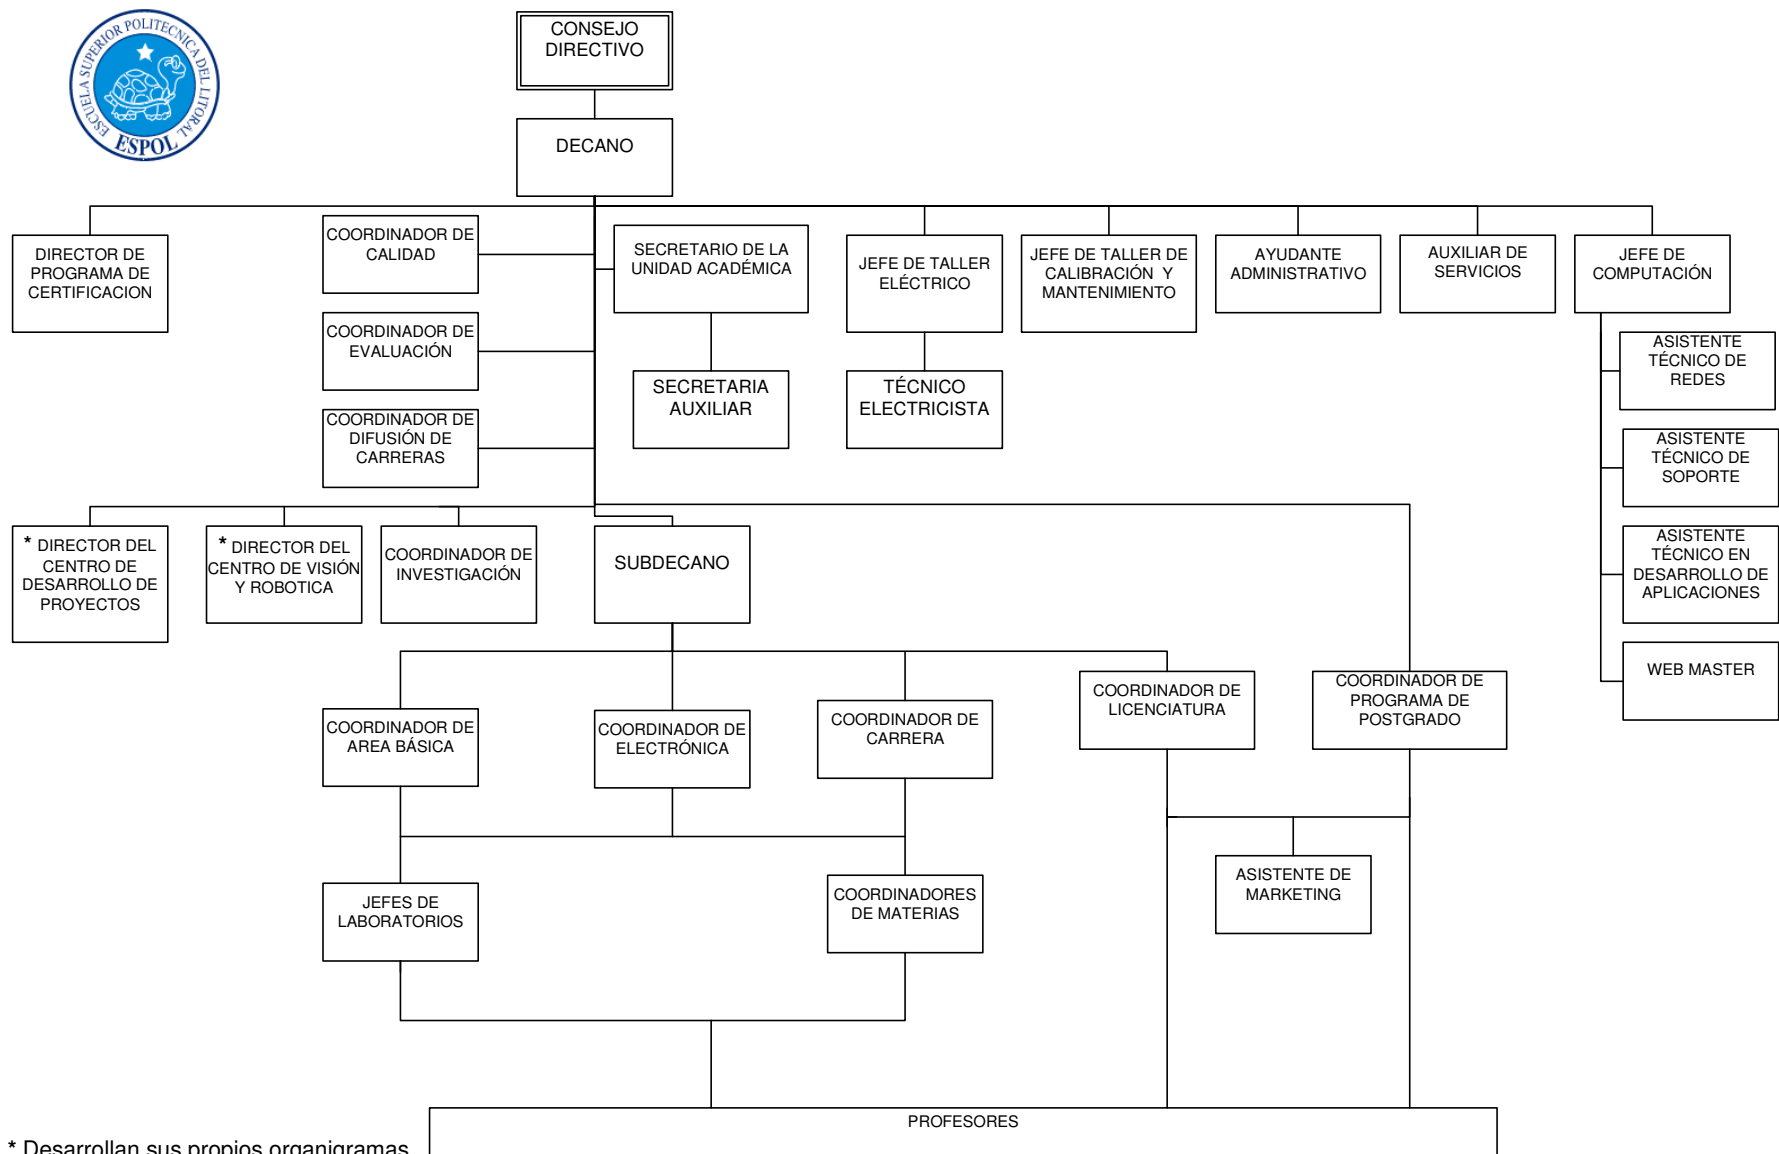 ESCUELA SUPERIOR POLITECNICA DEL LITORAL
ESPOL
CONSEJO
DIRECTIVO
DECANO
DIRECTOR DE
PROGRAMA DE
CERTIFICACION
COORDINADOR DE
CALIDAD
SECRETARIO DE LA
UNIDAD ACADÉMICA
JEFE DE TALLER
ELÉCTRICO
JEFE DE TALLER DE
CALIBRACIÓN Y
MANTENIMIENTO
AYUDANTE
ADMINISTRATIVO
AUXILIAR DE
SERVICIOS
JEFE DE
COMPUTACIÓN
COORDINADOR DE
EVALUACIÓN
SECRETARIA
AUXILIAR
TÉCNICO
ELECTRICISTA
ASISTENTE
TÉCNICO DE
REDES
COORDINADOR DE
DIFUSIÓN DE
CARRERAS
ASISTENTE
TÉCNICO DE
SOPORTE
* DIRECTOR DEL
CENTRO DE
DESARROLLO DE
PROYECTOS
* DIRECTOR DEL
CENTRO DE VISIÓN
Y ROBOTICA
COORDINADOR DE
INVESTIGACIÓN
SUBDECANO
ASISTENTE
TÉCNICO EN
DESARROLLO DE
APLICACIONES
COORDINADOR DE
AREA BÁSICA
COORDINADOR DE
ELECTRÓNICA
COORDINADOR DE
CARRERA
COORDINADOR DE
LICENCIATURA
COORDINADOR DE
PROGRAMA DE
POSTGRADO
WEB MASTER
JEFES DE
LABORATORIOS
COORDINADORES
DE MATERIAS
ASISTENTE DE
MARKETING
PROFESORES
* Desarrollan sus propios organigramas